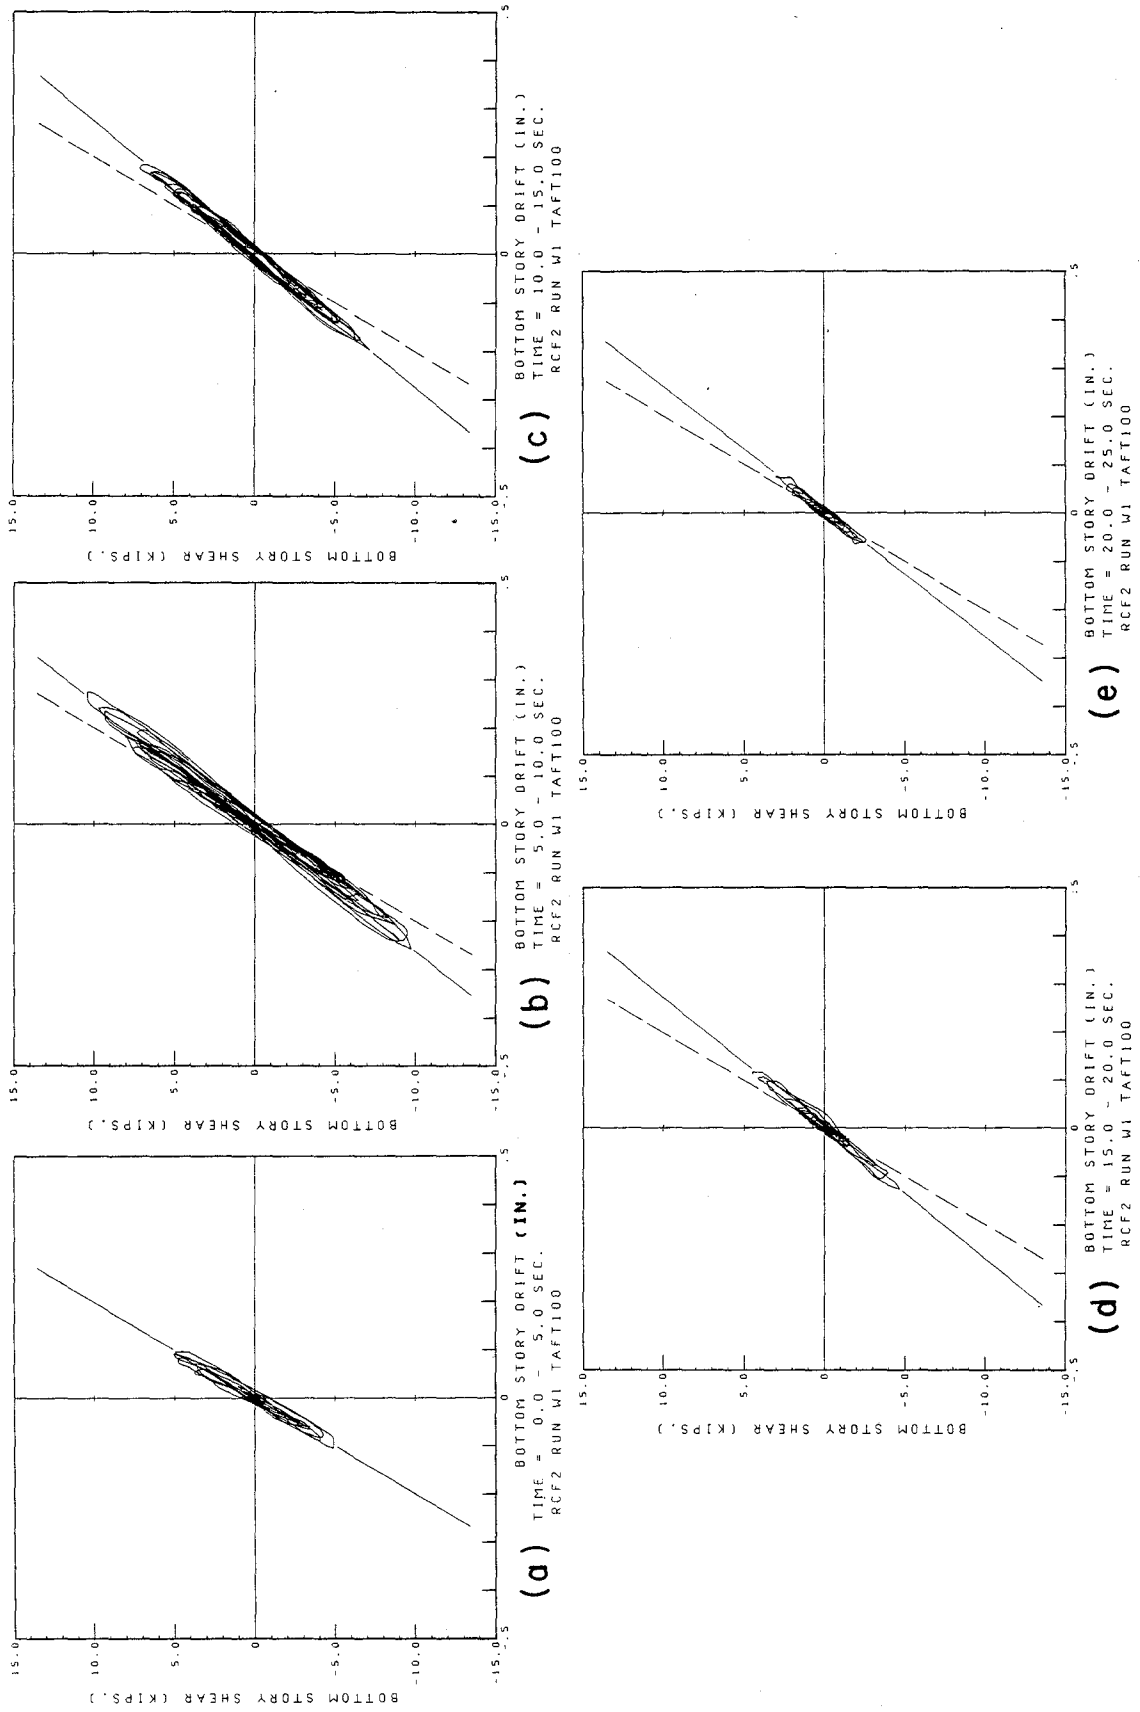 BOTTOM STORY SHEAR (KIPS.)
15.0
10.0
5.0
0
-5.0
-10.0
-15.0
-.5
0
.5
BOTTOM STORY DRIFT (IN.)
(a) TIME = 0.0 - 5.0 SEC.
RCF2 RUN W1 TAFT100
BOTTOM STORY SHEAR (KIPS.)
15.0
10.0
5.0
0
-5.0
-10.0
-15.0
-.5
0
.5
BOTTOM STORY DRIFT (IN.)
(b) TIME = 5.0 - 10.0 SEC.
RCF2 RUN W1 TAFT100
BOTTOM STORY SHEAR (KIPS.)
15.0
10.0
5.0
0
-5.0
-10.0
-15.0
-.5
0
.5
BOTTOM STORY DRIFT (IN.)
(c) TIME = 10.0 - 15.0 SEC.
RCF2 RUN W1 TAFT100
BOTTOM STORY SHEAR (KIPS.)
15.0
10.0
5.0
0
-5.0
-10.0
-15.0
-.5
0
.5
BOTTOM STORY DRIFT (IN.)
(d) TIME = 15.0 - 20.0 SEC.
RCF2 RUN W1 TAFT100
BOTTOM STORY SHEAR (KIPS.)
15.0
10.0
5.0
0
-5.0
-10.0
-15.0
-.5
0
.5
BOTTOM STORY DRIFT (IN.)
(e) TIME = 20.0 - 25.0 SEC.
RCF2 RUN W1 TAFT100